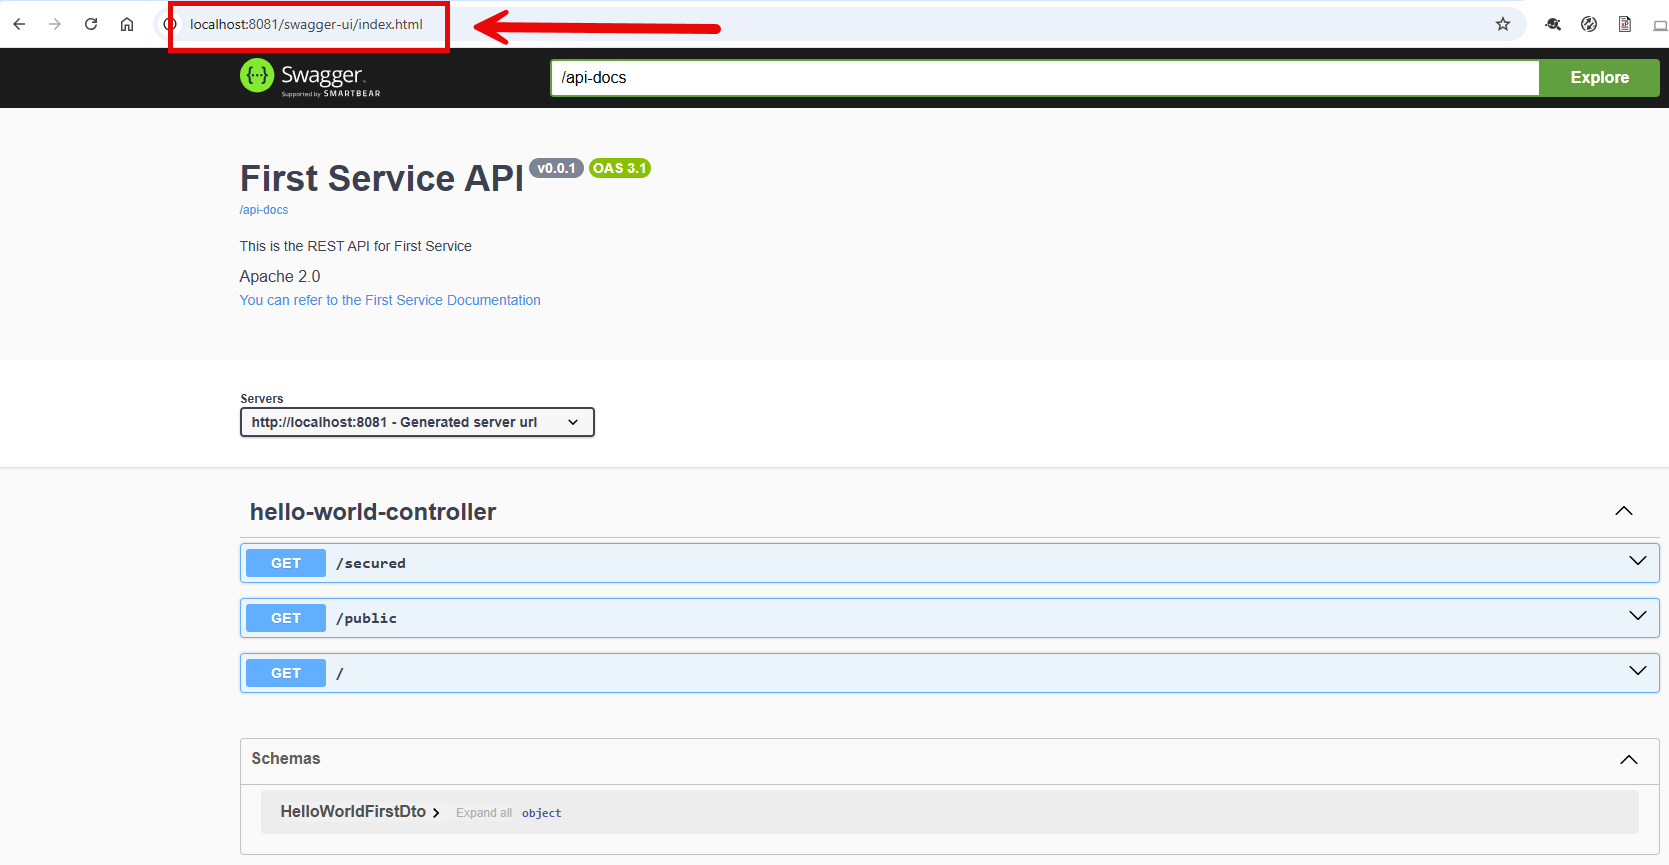 localhost:8081/swagger-ui/index.html
Swagger
Supported by SMARTBEAR
/api-docs
Explore
First Service API v0.0.1 OAS 3.1
/api-docs
This is the REST API for First Service
Apache 2.0
You can refer to the First Service Documentation
Servers
http://localhost:8081 - Generated server url
hello-world-controller
GET /secured
GET /public
GET /
Schemas
HelloWorldFirstDto Expand all object